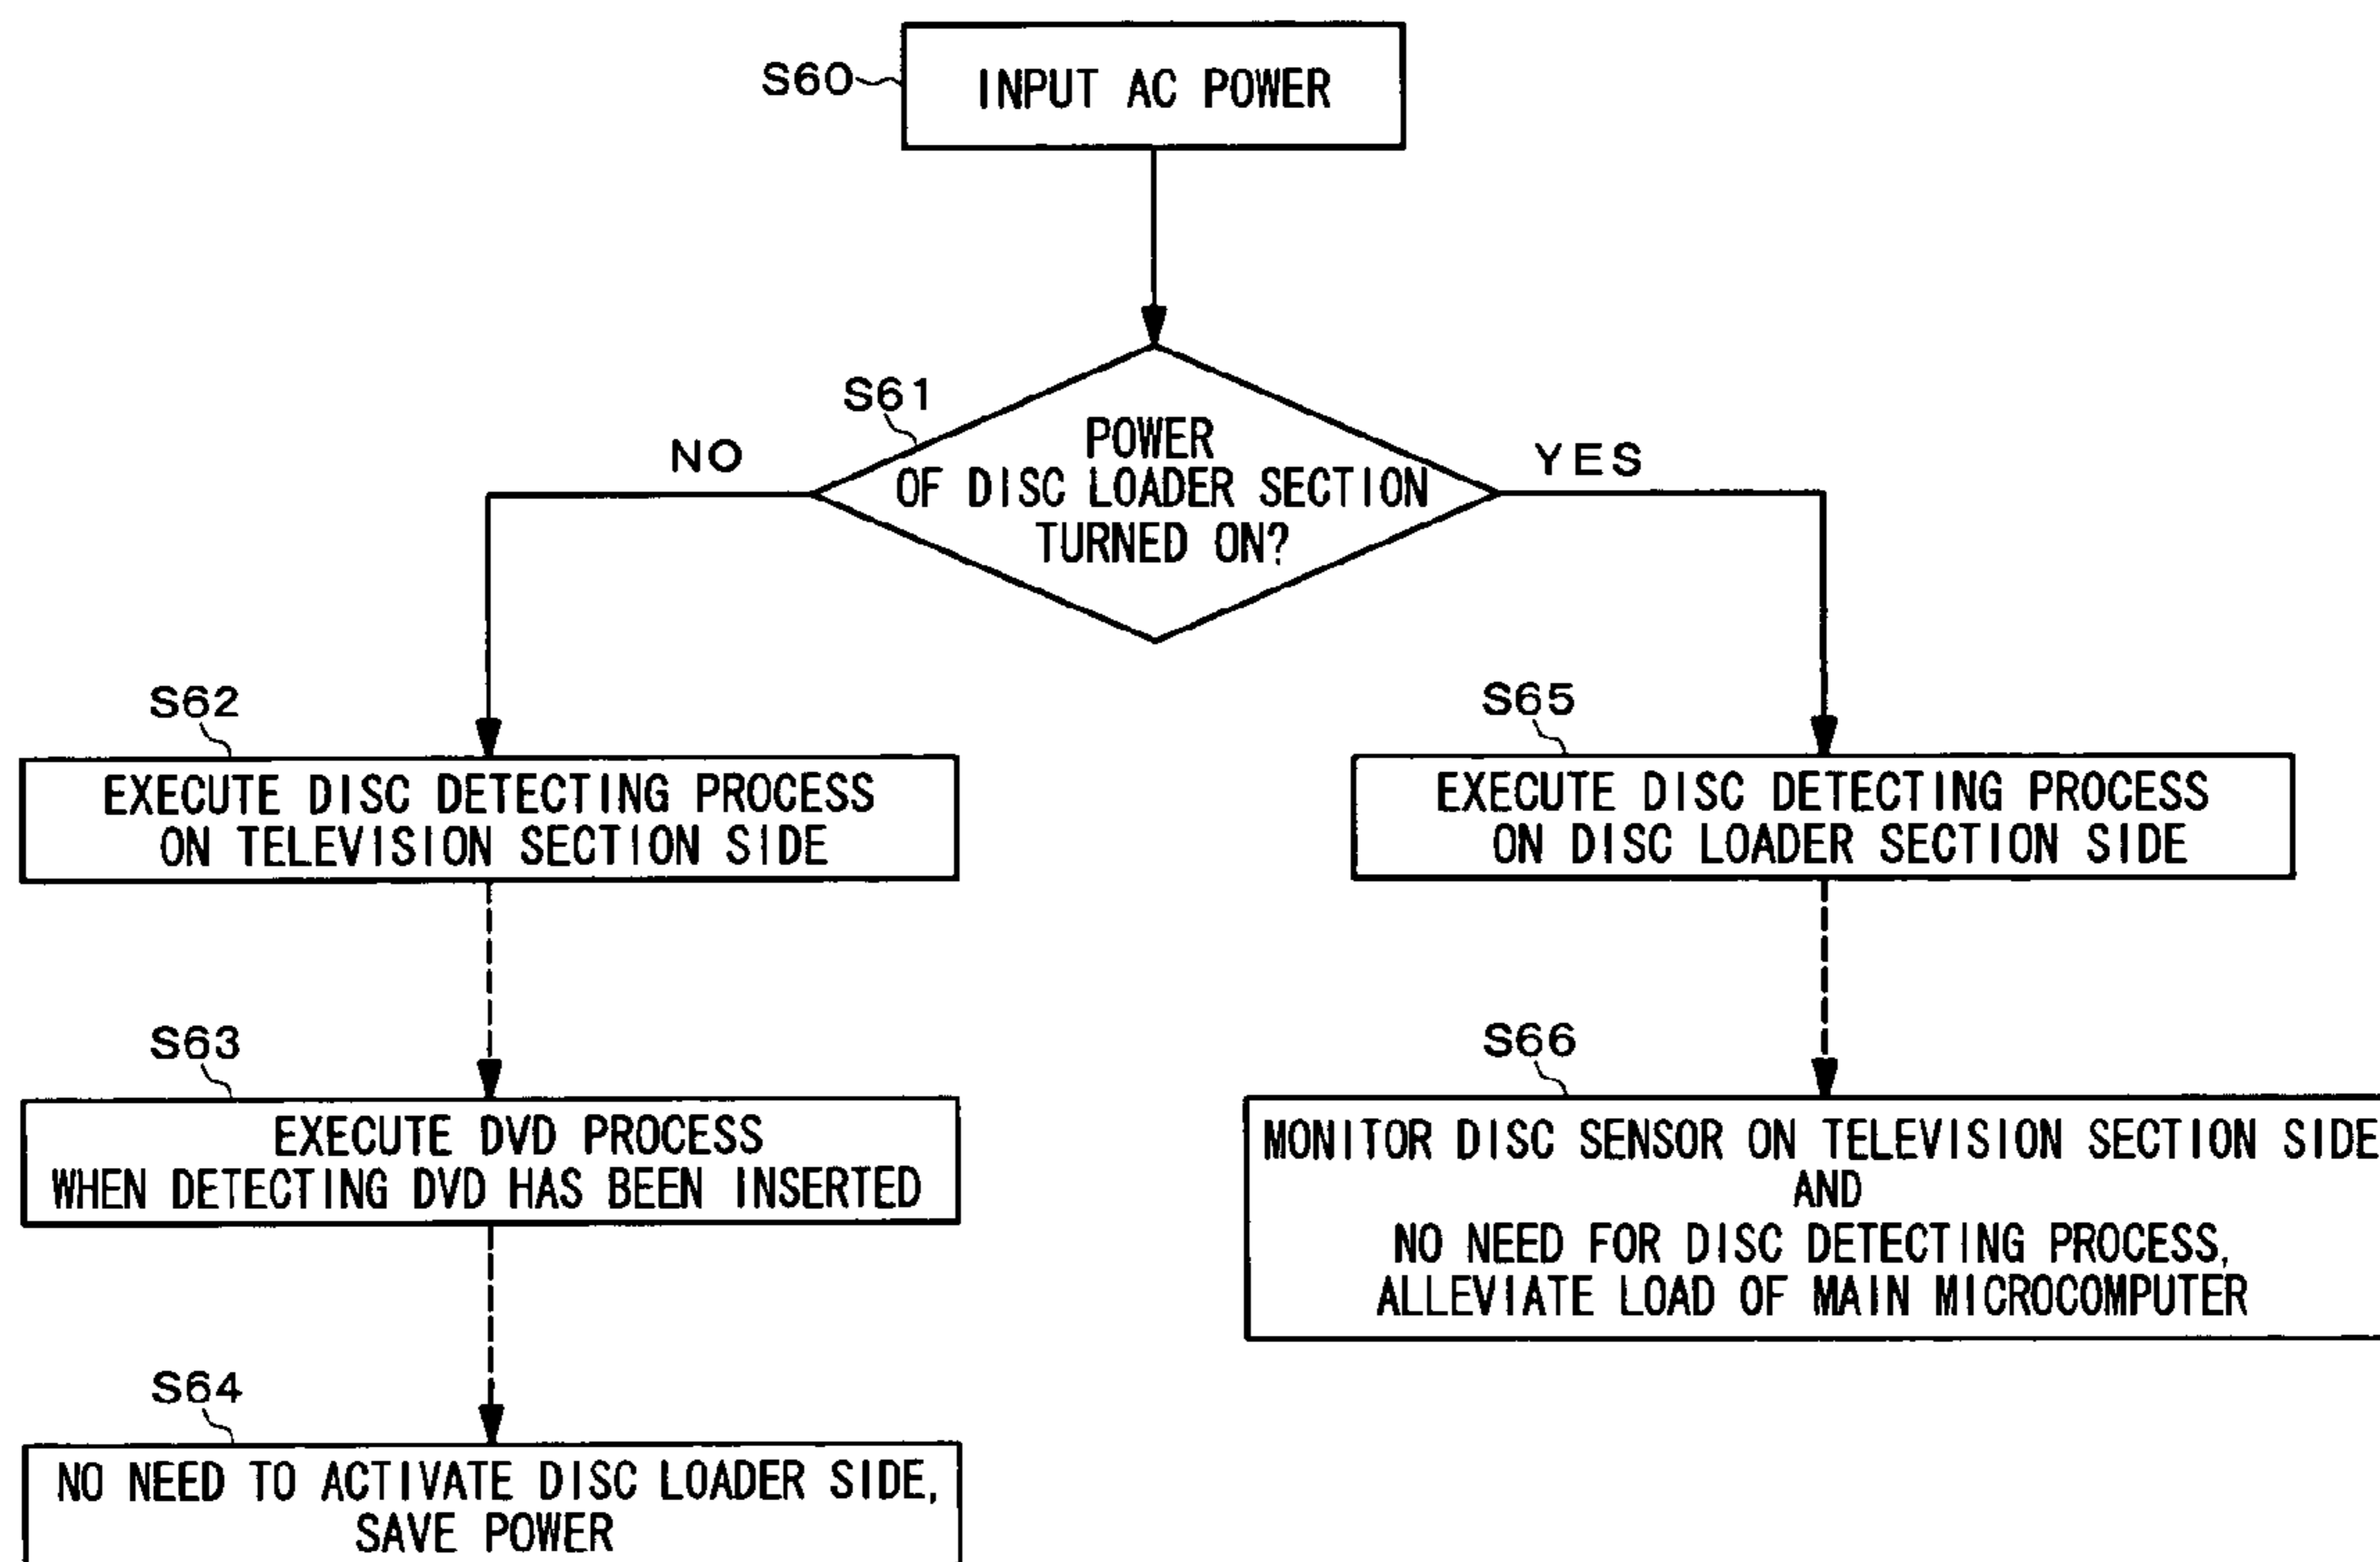 S60
INPUT AC POWER
S61
POWER
OF DISC LOADER SECTION
TURNED ON?
NO
YES
S62
EXECUTE DISC DETECTING PROCESS
ON TELEVISION SECTION SIDE
S65
EXECUTE DISC DETECTING PROCESS
ON DISC LOADER SECTION SIDE
S63
EXECUTE DVD PROCESS
WHEN DETECTING DVD HAS BEEN INSERTED
S66
MONITOR DISC SENSOR ON TELEVISION SECTION SIDE
AND
NO NEED FOR DISC DETECTING PROCESS,
ALLEVIATE LOAD OF MAIN MICROCOMPUTER
S64
NO NEED TO ACTIVATE DISC LOADER SIDE,
SAVE POWER